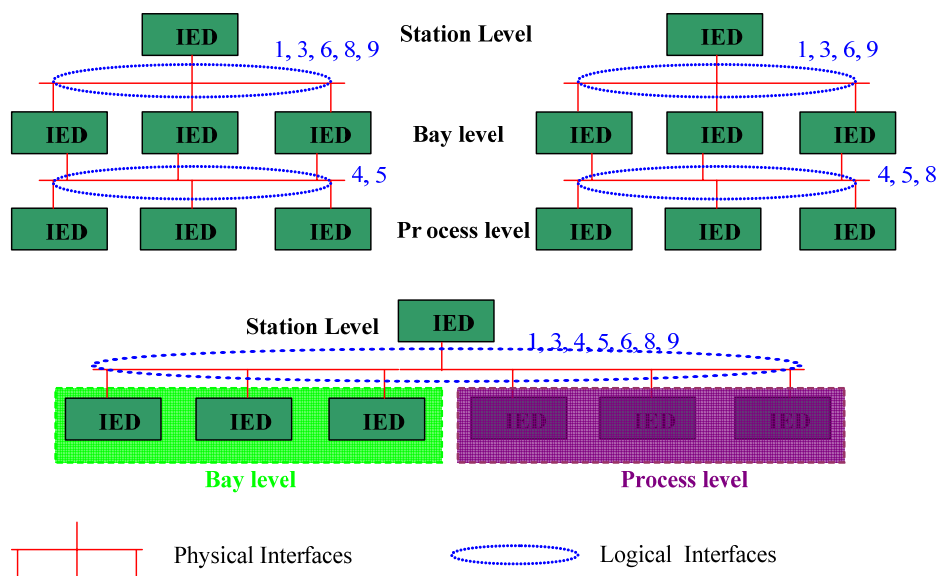 IED Station Level IED
1, 3, 6, 8, 9 1, 3, 6, 9
IED IED IED Bay level IED IED IED
4, 5 4, 5, 8
IED IED IED Pr ocess level IED IED IED
Station Level IED 1, 3, 4, 5, 6, 8, 9
IED IED IED IED IED IED
Bay level Process level
Physical Interfaces Logical Interfaces